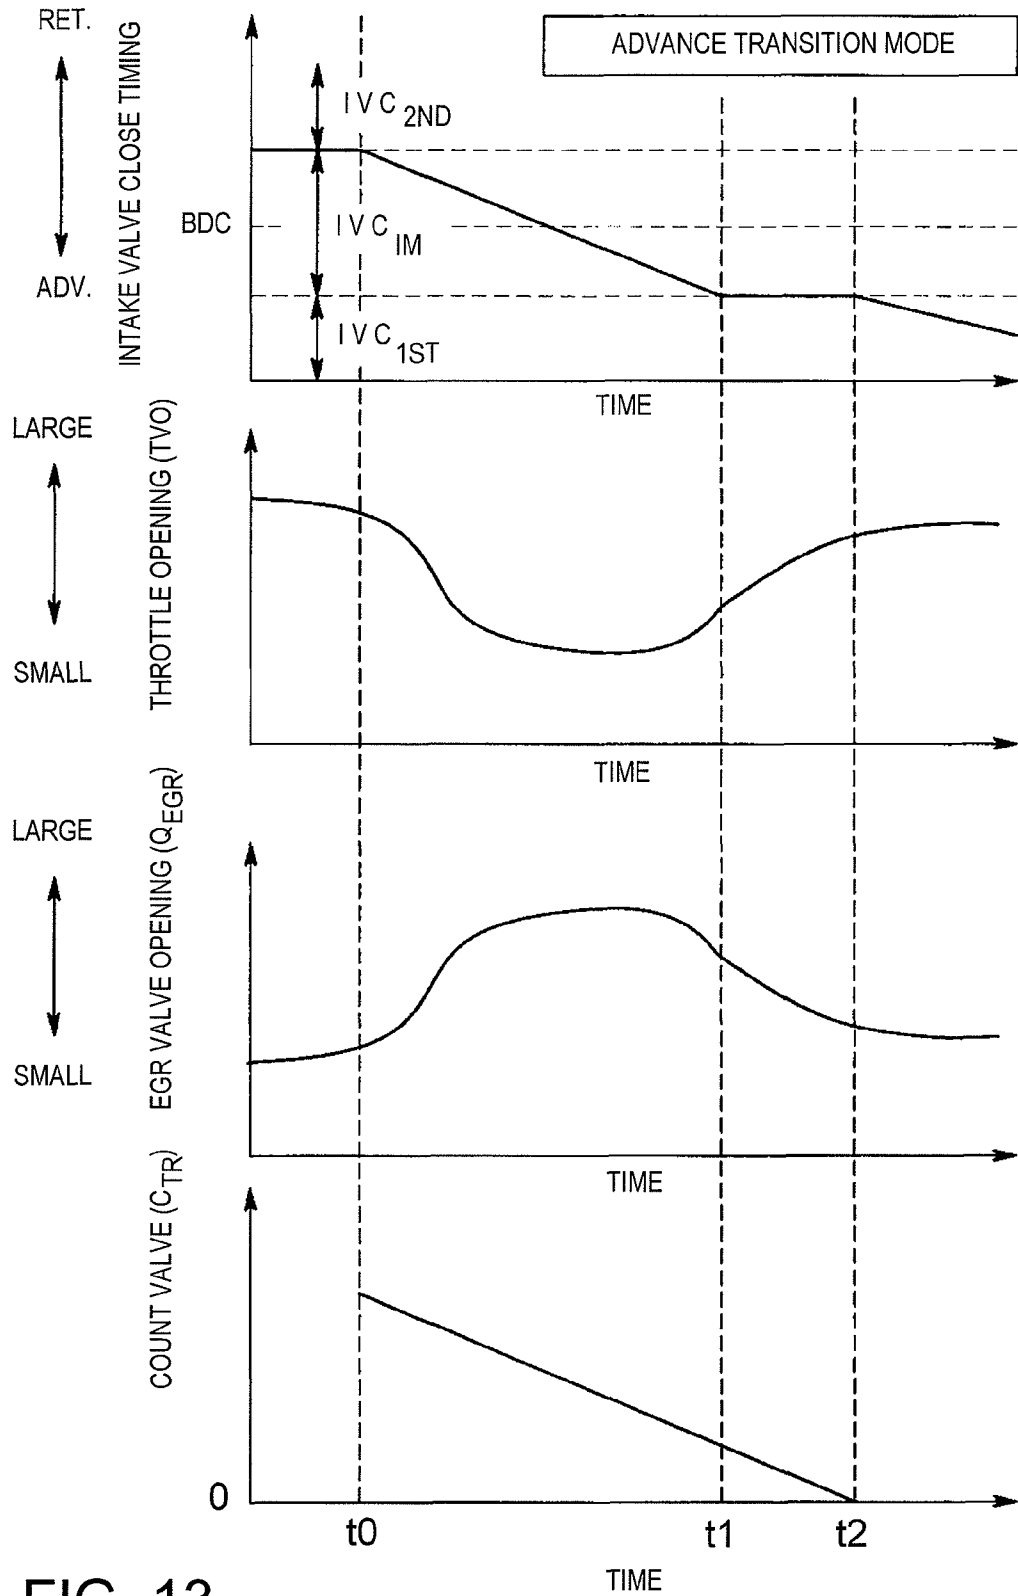 RET.
ADVANCE TRANSITION MODE
INTAKE VALVE CLOSE TIMING
IVC 2ND
BDC
IVC IM
ADV.
IVC 1ST
TIME
LARGE
THROTTLE OPENING (TVO)
SMALL
TIME
LARGE
EGR VALVE OPENING (QEGR)
SMALL
TIME
COUNT VALVE (CTR)
0
t0 t1 t2
TIME